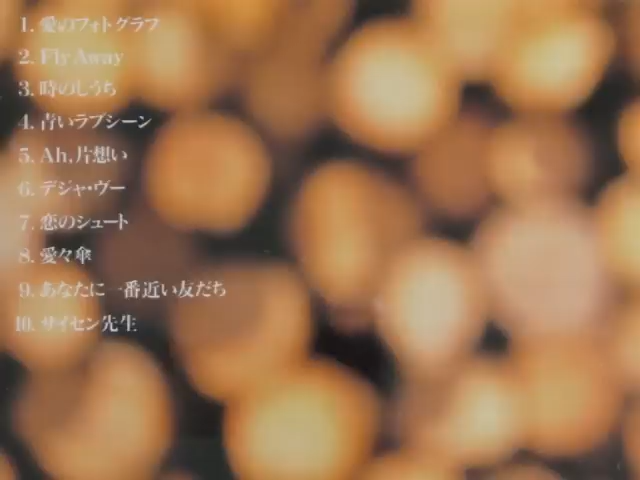 1. 愛のフォトグラフ
2. Fly Away
3. 時のしうち
4. 青いラブシーン
5. Ah, 片想い
6. デジャ・ヴー
7. 恋のシュート
8. 愛々傘
9. あなたに一番近い友だち
10. サイセン先生